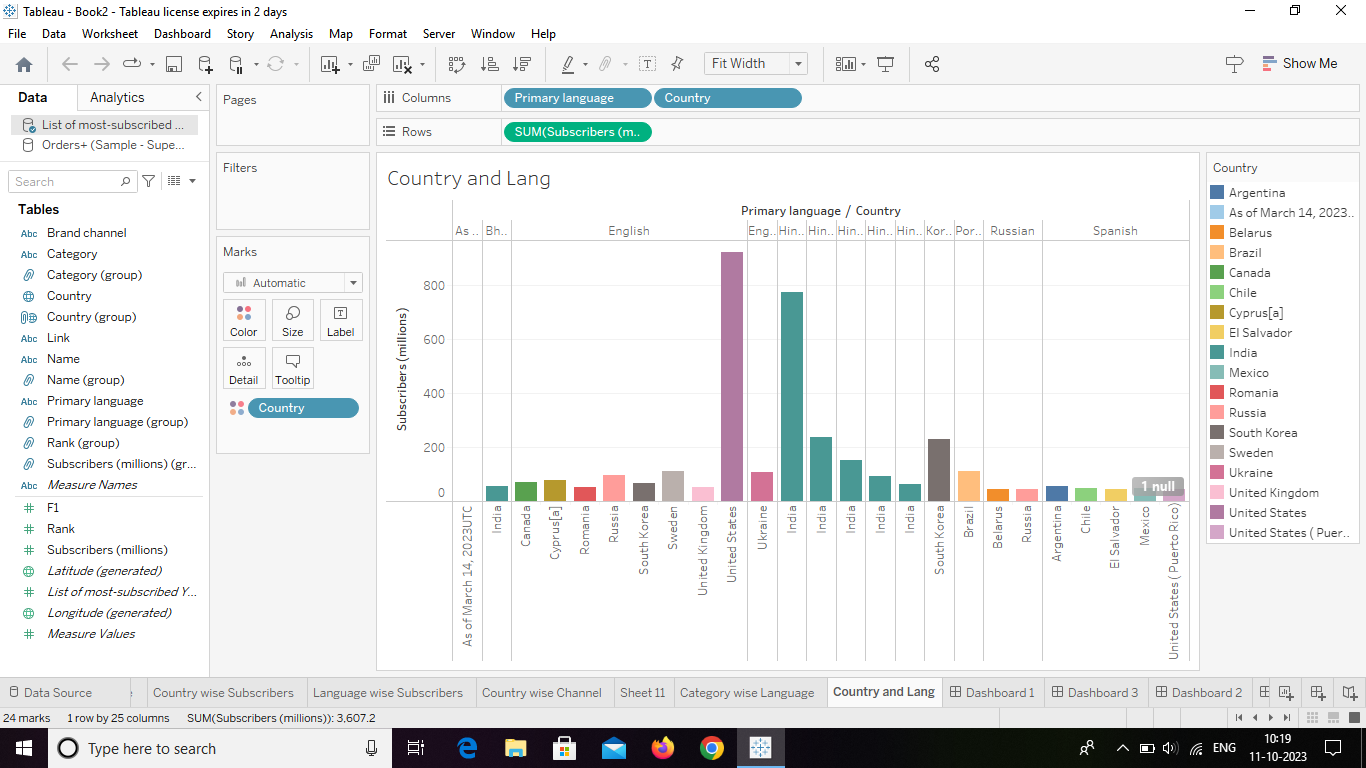 Tableau - Book2 - Tableau license expires in 2 days
File Data Worksheet Dashboard Story Analysis Map Format Server Window Help
Fit Width
Show Me
Data Analytics
List of most-subscribed ...
Orders+ (Sample - Supe...
Search
Tables
Abc Brand channel
Abc Category
Category (group)
Country
Country (group)
Abc Link
Abc Name
Name (group)
Abc Primary language
Primary language (group)
Rank (group)
Subscribers (millions) (gr...
Abc Measure Names
# F1
# Rank
# Subscribers (millions)
Latitude (generated)
# List of most-subscribed Y...
Longitude (generated)
# Measure Values
Pages
Filters
Marks
Automatic
Color Size Label
Detail Tooltip
Country
Columns Primary language Country
Rows SUM(Subscribers (m..
Country and Lang
Primary language / Country
As .. Bh.. English Eng.. Hin.. Hin.. Hin.. Hin.. Hin.. Kor.. Por.. Russian Spanish
Subscribers (millions)
800
600
400
200
0
1 null
As of March 14, 2023UTC
India
Canada
Cyprus[a]
Romania
Russia
South Korea
Sweden
United Kingdom
United States
Ukraine
India
India
India
India
India
South Korea
Brazil
Belarus
Russia
Argentina
Chile
El Salvador
Mexico
United States ( Puerto Rico)
Country
Argentina
As of March 14, 2023..
Belarus
Brazil
Canada
Chile
Cyprus[a]
El Salvador
India
Mexico
Romania
Russia
South Korea
Sweden
Ukraine
United Kingdom
United States
United States ( Puer..
Data Source Country wise Subscribers Language wise Subscribers Country wise Channel Sheet 11 Category wise Language Country and Lang Dashboard 1 Dashboard 3 Dashboard 2
24 marks 1 row by 25 columns SUM(Subscribers (millions)): 3,607.2
Type here to search
ENG
10:19
11-10-2023